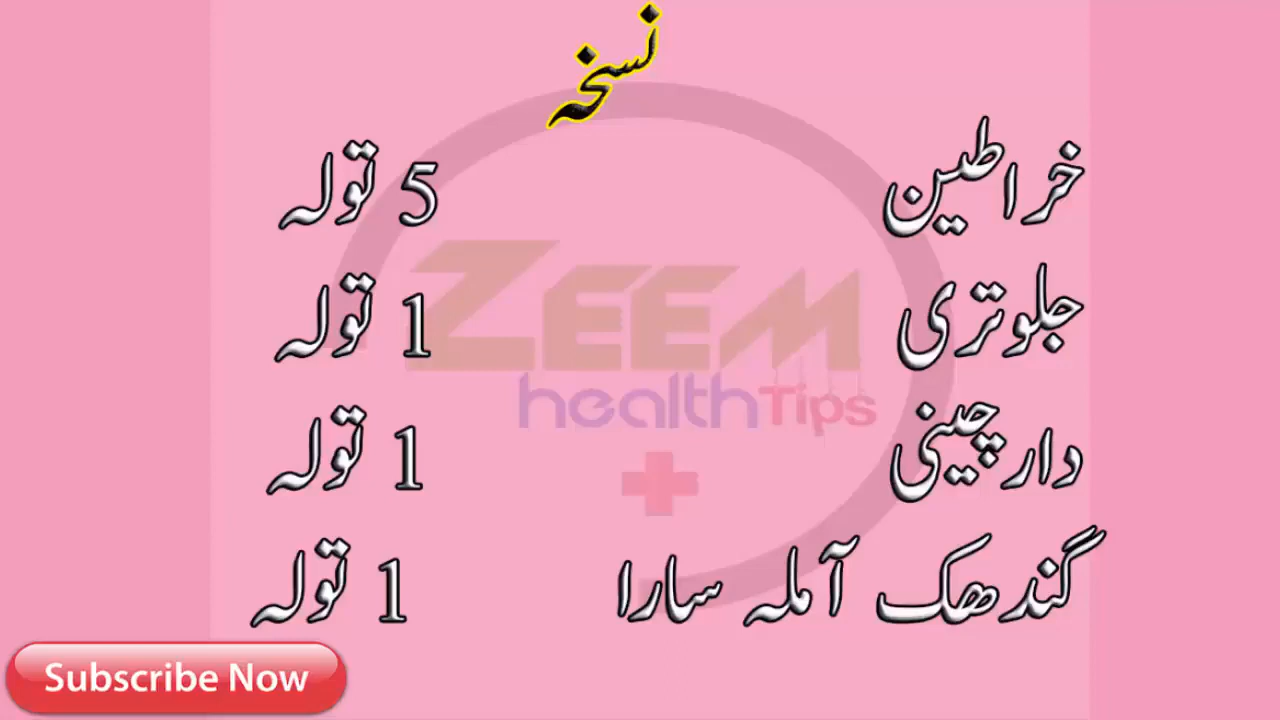 نسخہ
خراطین 5 تولہ
جلوتری 1 تولہ
دارچینی 1 تولہ
گندھک آملہ سارا 1 تولہ
ZEEM
healthTips
Subscribe Now